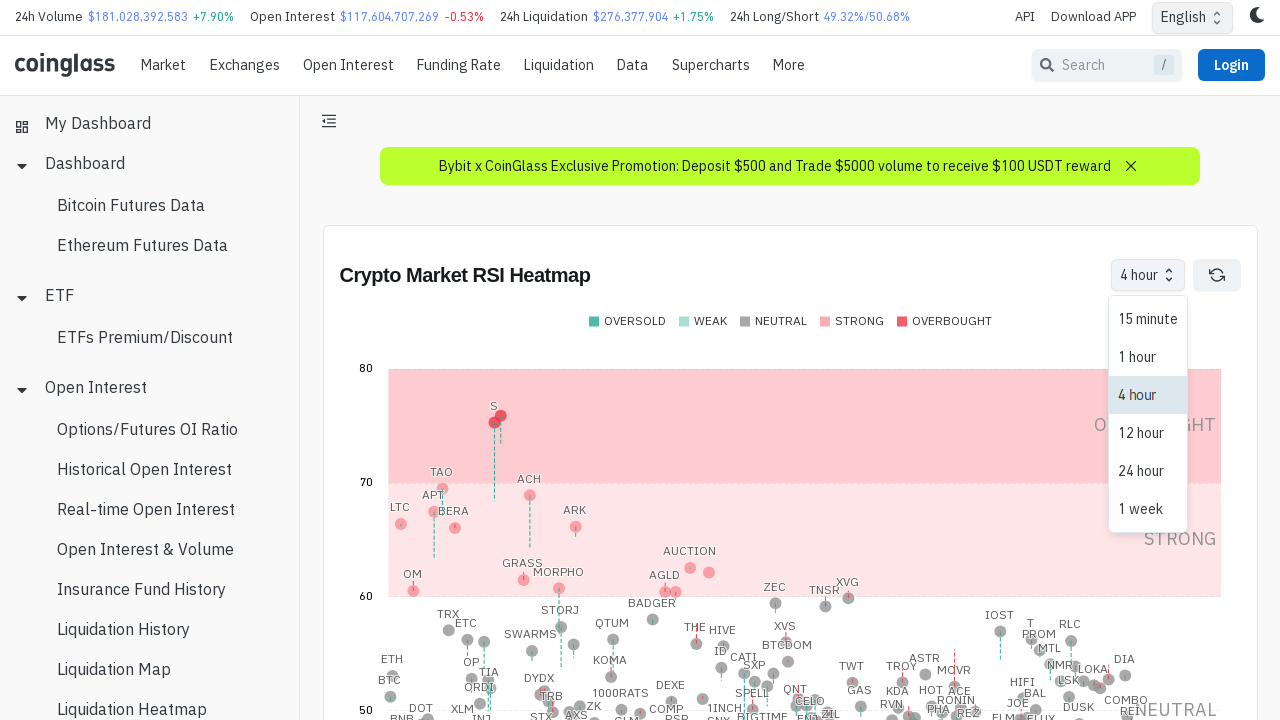 24h Volume $181,028,392,583 +7.90% Open Interest $117,604,707,269 -0.53% 24h Liquidation $276,377,904 +1.75% 24h Long/Short 49.32%/50.68% API Download APP English
coinglass Market Exchanges Open Interest Funding Rate Liquidation Data Supercharts More Search / Login
My Dashboard
Dashboard
Bitcoin Futures Data
Ethereum Futures Data
ETF
ETFs Premium/Discount
Open Interest
Options/Futures OI Ratio
Historical Open Interest
Real-time Open Interest
Open Interest & Volume
Insurance Fund History
Liquidation History
Liquidation Map
Liquidation Heatmap
Bybit x CoinGlass Exclusive Promotion: Deposit $500 and Trade $5000 volume to receive $100 USDT reward
Crypto Market RSI Heatmap
4 hour
15 minute
1 hour
4 hour
12 hour
24 hour
1 week
OVERSOLD WEAK NEUTRAL STRONG OVERBOUGHT
80
S
70
TAO
APT
ACH
LTC
BERA
ARK
STRONG
AUCTION
GRASS
MORPHO
OM
AGLD
60
ZEC
TNSR
XVG
BADGER
TRX
ETC
STORJ
QTUM
IOST
T
RLC
SWARMS
THE
HIVE
XVS
PROM
BTCDOM
MTL
ETH
OP
KOMA
ID
CATI
SXP
TWT
TROY
ASTR
MOVR
NMR
LOKA
DIA
BTC
TIA
DYDX
1000RATS
DEXE
SPELL
QNT
GAS
KDA
HOT
ACE
HIFI
LSK
QRDI
TRB
CELO
RONIN
BAL
COMBO
DOT
XLM
ZK
COMP
1INCH
RVN
PHA
JOE
DUSK
NEUTRAL
50
BNB
STX
AXS
BIGTIME
ZIL
REZ
REI